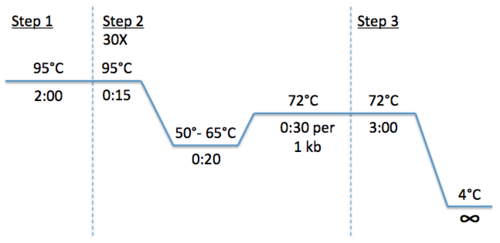 Step 1
Step 2
30X
Step 3
95°C
2:00
95°C
0:15
50°- 65°C
0:20
72°C
0:30 per
1 kb
72°C
3:00
4°C
∞